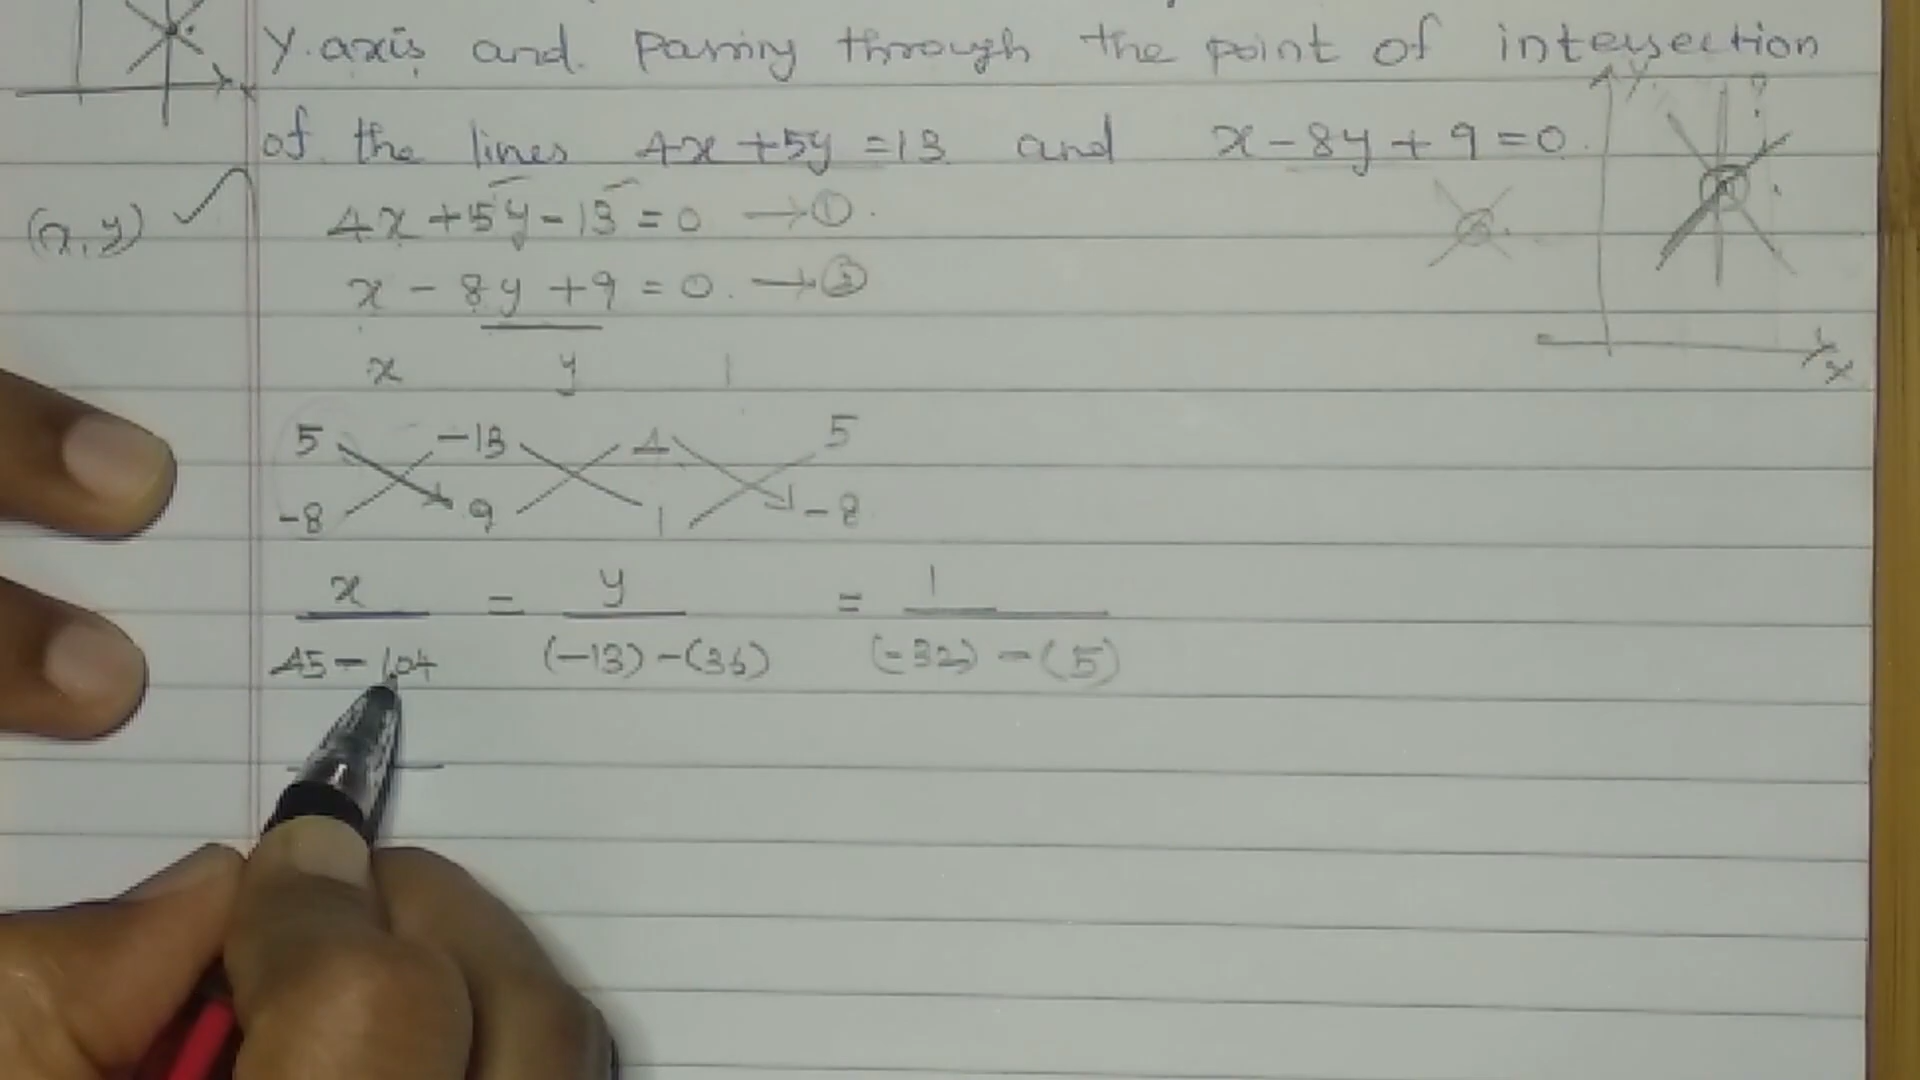 Y.axis and passing through the point of intersection
of the lines 4x + 5y = 13 and x - 8y + 9 = 0.
(x, y)
4x + 5y - 13 = 0 → ①.
x - 8y + 9 = 0. → ②
x y 1
5 -13 4 5
-8 9 1 -8
x = y = 1
45 - 104 (-13) - (36) (-32) - (5)